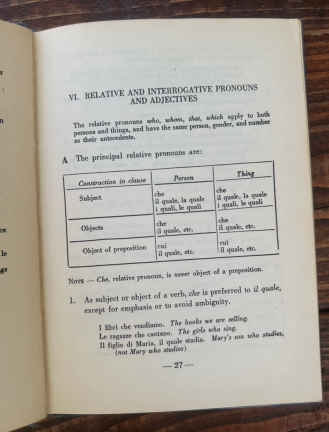 VI. RELATIVE AND INTERROGATIVE PRONOUNS
AND ADJECTIVES
The relative pronouns who, whom, that, which apply to both
persons and things, and have the same person, gender, and number
as their antecedents.
A The principal relative pronouns are:
Construction in clause Person Thing
Subject che che
il quale, la quale il quale, la quale
i quali, le quali i quali, le quali
Objects che che
il quale, etc. il quale, etc.
Object of preposition cui cui
il quale, etc. il quale, etc.
NOTE — Che, relative pronoun, is never object of a preposition.
1. As subject or object of a verb, che is preferred to il quale,
except for emphasis or to avoid ambiguity.
I libri che vendiamo. The books we are selling.
Le ragazze che cantano. The girls who sing.
Il figlio di Maria, il quale studia. Mary's son who studies,
(not Mary who studies)
— 27 —